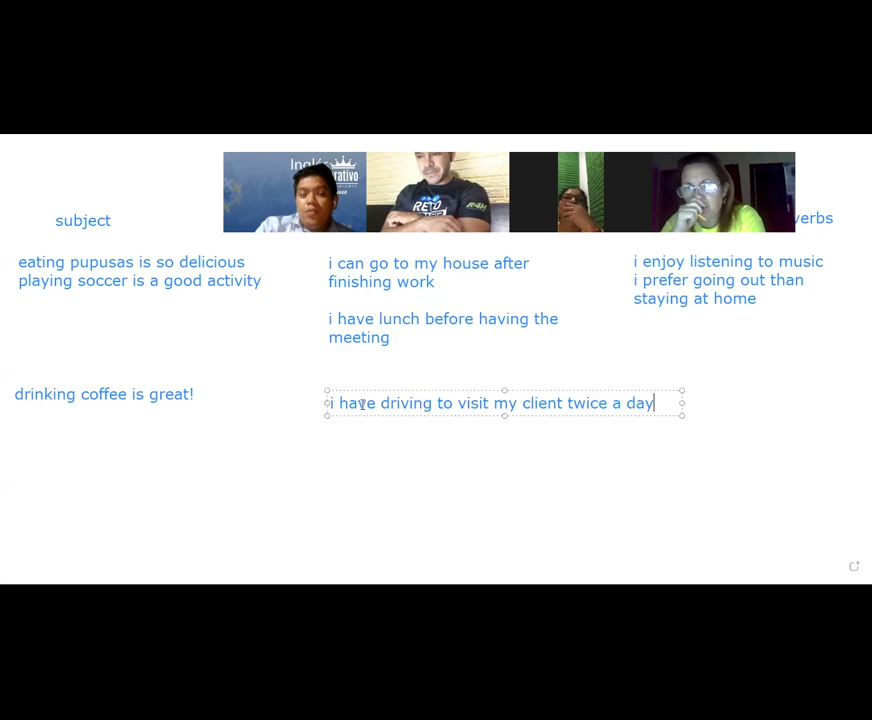 Inglés
subject
verbs
eating pupusas is so delicious
playing soccer is a good activity
i can go to my house after
finishing work
i have lunch before having the
meeting
i enjoy listening to music
i prefer going out than
staying at home
drinking coffee is great!
i have driving to visit my client twice a day